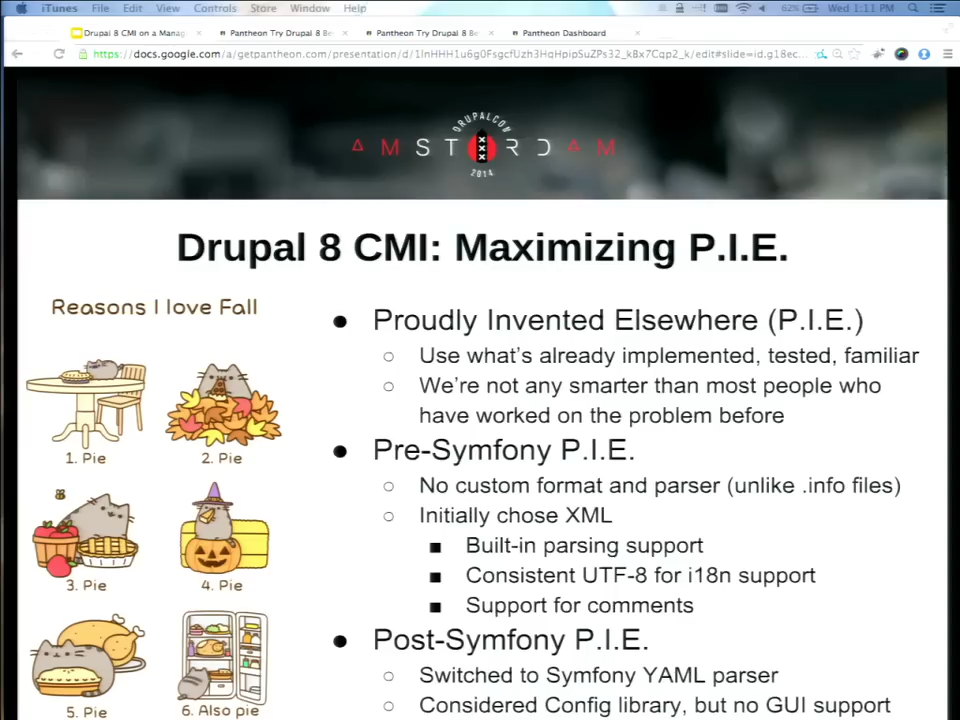 iTunes File Edit View Controls Store Window Help
62% Wed 1:11 PM
Drupal 8 CMI on a Manag
Pantheon Try Drupal 8 Be
Pantheon Try Drupal 8 Be
Pantheon Dashboard
AMSTERDAM
DRUPALCON
2014
Drupal 8 CMI: Maximizing P.I.E.
Reasons I love Fall
1. Pie
2. Pie
3. Pie
4. Pie
5. Pie
6. Also pie
● Proudly Invented Elsewhere (P.I.E.)
○ Use what's already implemented, tested, familiar
○ We're not any smarter than most people who
have worked on the problem before
● Pre-Symfony P.I.E.
○ No custom format and parser (unlike .info files)
○ Initially chose XML
■ Built-in parsing support
■ Consistent UTF-8 for i18n support
■ Support for comments
● Post-Symfony P.I.E.
○ Switched to Symfony YAML parser
○ Considered Config library, but no GUI support